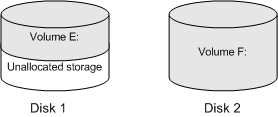 Volume E:
Unallocated storage
Volume F:
Disk 1
Disk 2